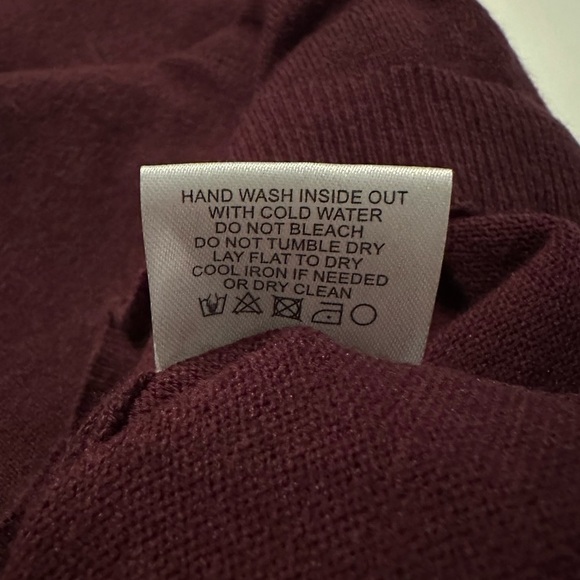 HAND WASH INSIDE OUT
WITH COLD WATER
DO NOT BLEACH
DO NOT TUMBLE DRY
LAY FLAT TO DRY
COOL IRON IF NEEDED
OR DRY CLEAN